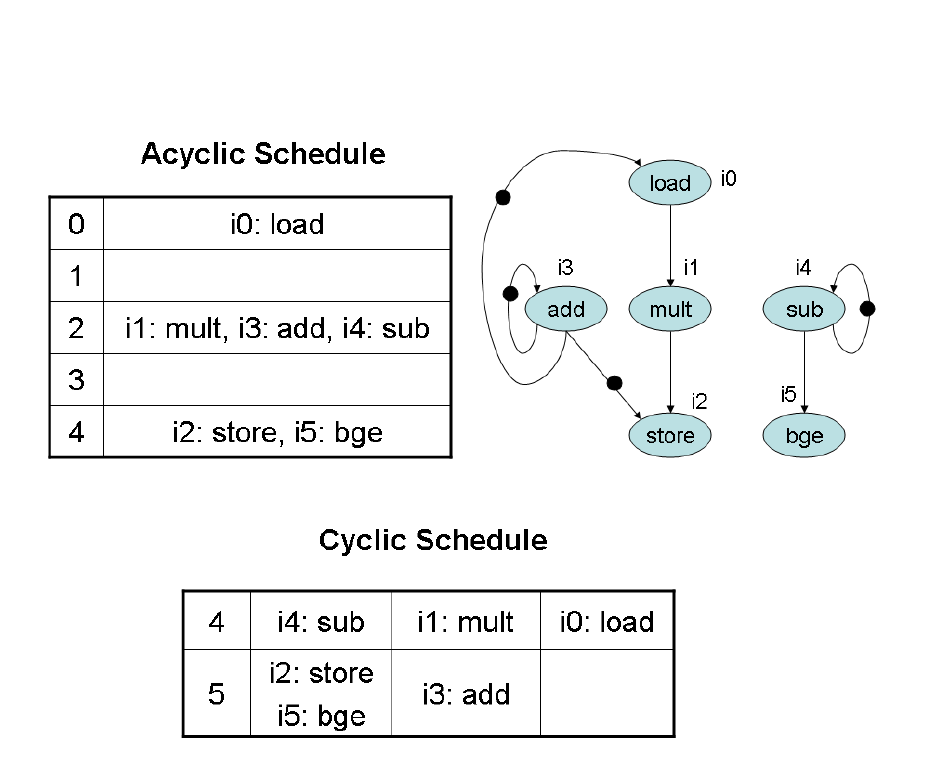 Acyclic Schedule
0 i0: load
1
2 i1: mult, i3: add, i4: sub
3
4 i2: store, i5: bge
load i0
i3 i1 i4
add mult sub
i2 i5
store bge
Cyclic Schedule
4 i4: sub i1: mult i0: load
5 i2: store i3: add
i5: bge